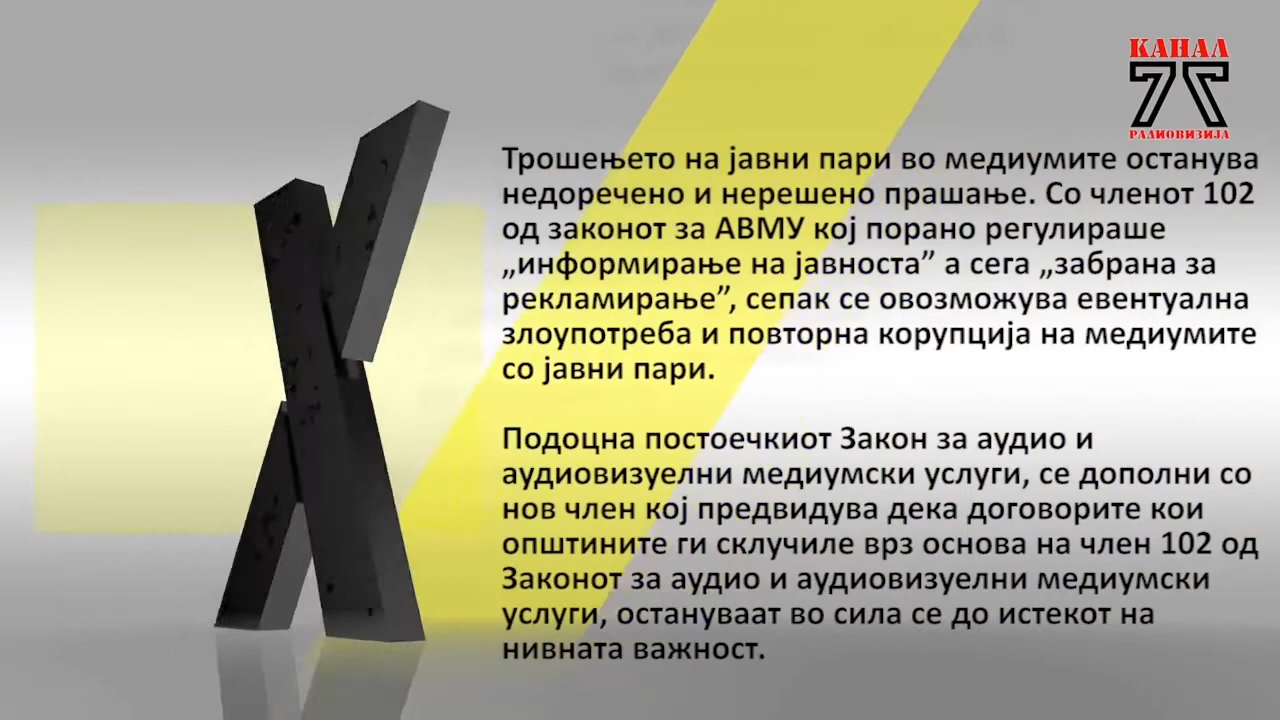 КАНАЛ
77
РАДИОВИЗИЈА
Трошењето на јавни пари во медиумите останува
недоречено и нерешено прашање. Со членот 102
од законот за АВМУ кој порано регулираше
„информирање на јавноста” а сега „забрана за
рекламирање”, сепак се овозможува евентуална
злоупотреба и повторна корупција на медиумите
со јавни пари.
Подоцна постоечкиот Закон за аудио и
аудиовизуелни медиумски услуги, се дополни со
нов член кој предвидува дека договорите кои
општините ги склучиле врз основа на член 102 од
Законот за аудио и аудиовизуелни медиумски
услуги, остануваат во сила се до истекот на
нивната важност.